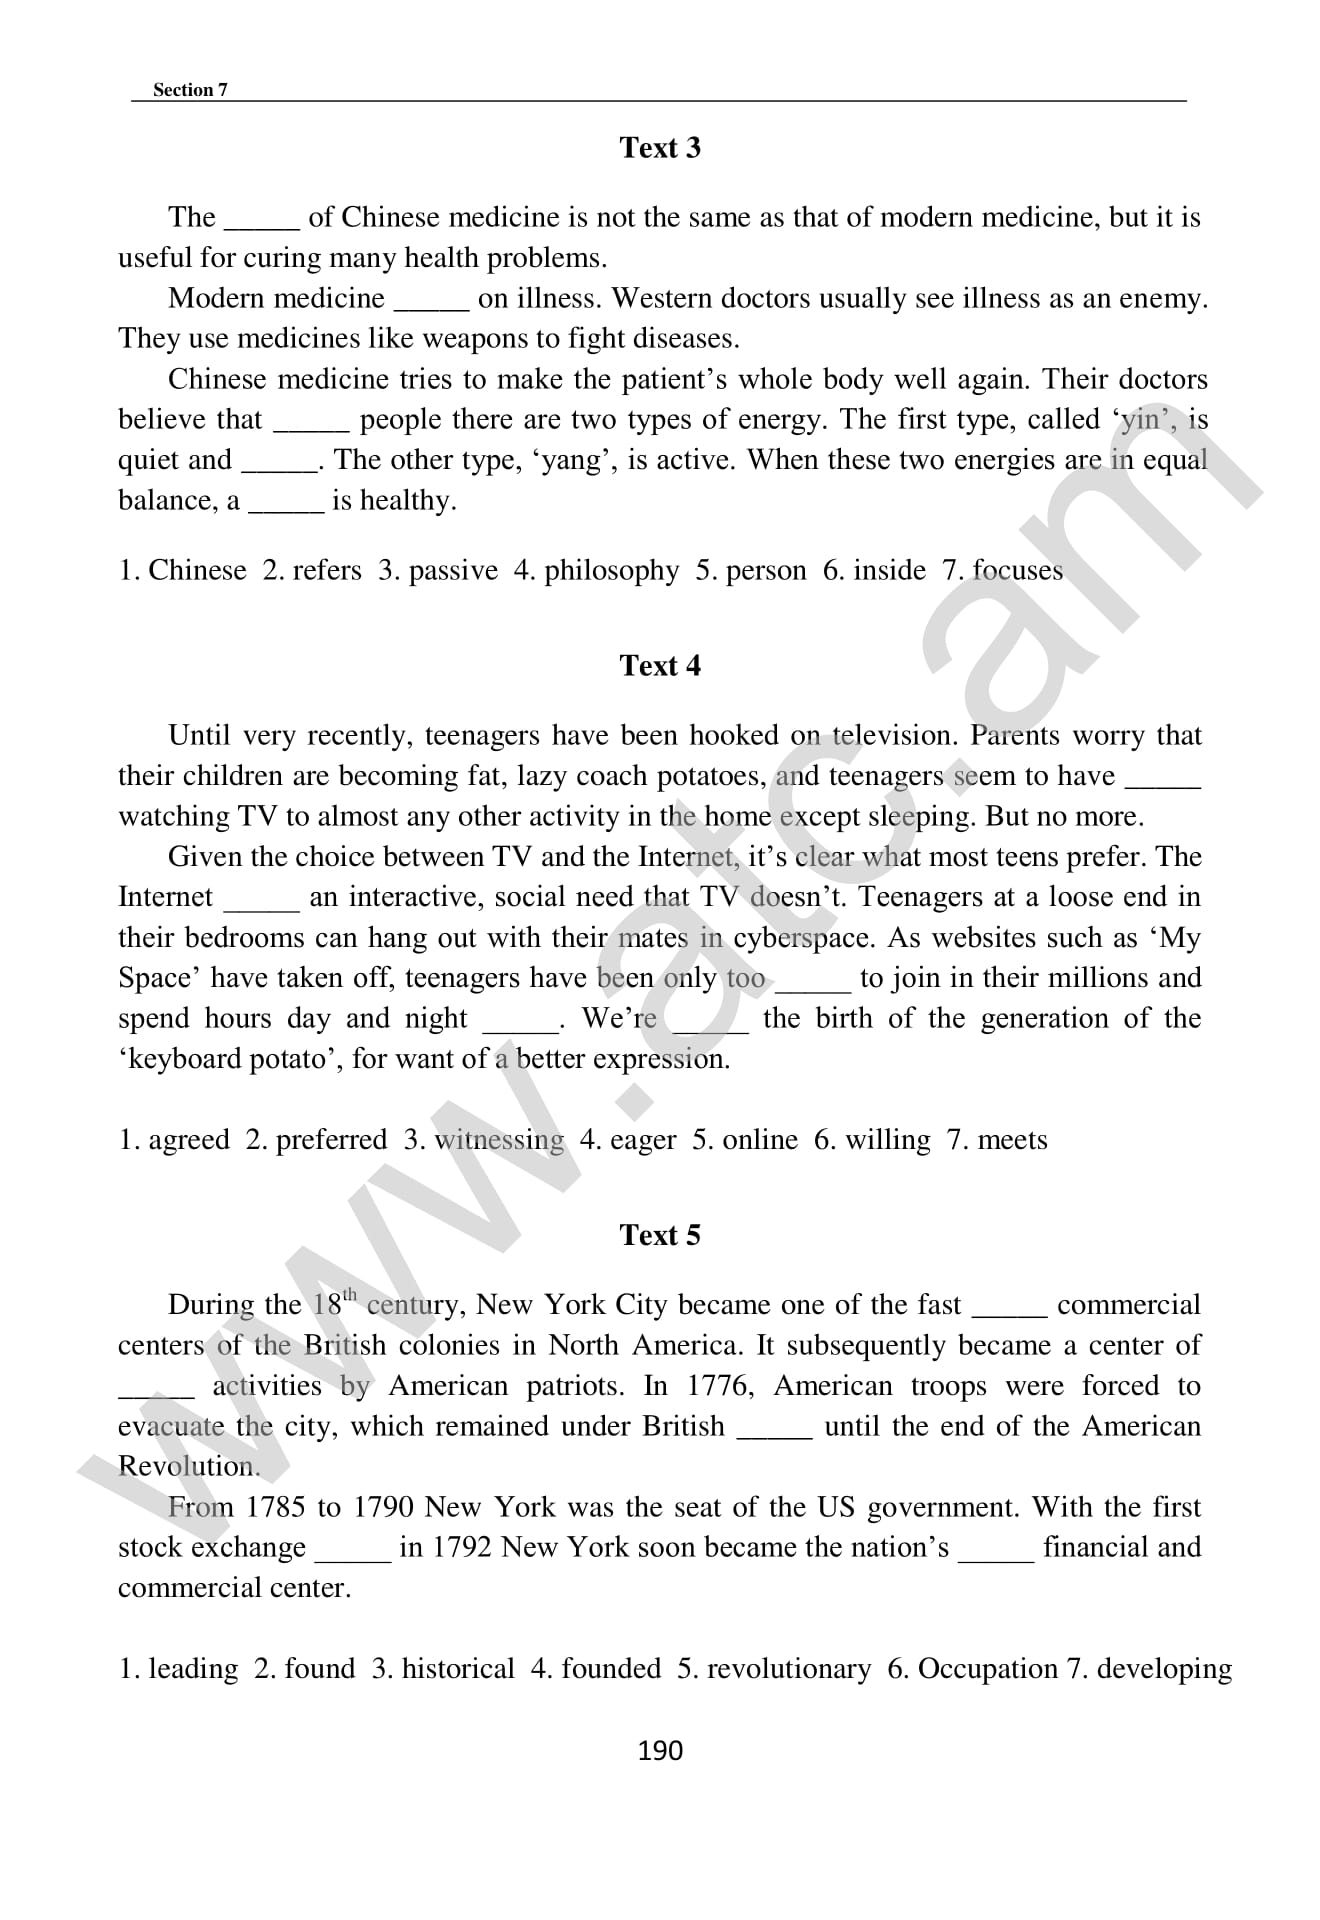 Section 7
Text 3
The _____ of Chinese medicine is not the same as that of modern medicine, but it is
useful for curing many health problems.
Modern medicine _____ on illness. Western doctors usually see illness as an enemy.
They use medicines like weapons to fight diseases.
Chinese medicine tries to make the patient’s whole body well again. Their doctors
believe that _____ people there are two types of energy. The first type, called ‘yin’, is
quiet and _____. The other type, ‘yang’, is active. When these two energies are in equal
balance, a _____ is healthy.
1. Chinese 2. refers 3. passive 4. philosophy 5. person 6. inside 7. focuses
Text 4
Until very recently, teenagers have been hooked on television. Parents worry that
their children are becoming fat, lazy coach potatoes, and teenagers seem to have _____
watching TV to almost any other activity in the home except sleeping. But no more.
Given the choice between TV and the Internet, it’s clear what most teens prefer. The
Internet _____ an interactive, social need that TV doesn’t. Teenagers at a loose end in
their bedrooms can hang out with their mates in cyberspace. As websites such as ‘My
Space’ have taken off, teenagers have been only too _____ to join in their millions and
spend hours day and night _____. We’re _____ the birth of the generation of the
‘keyboard potato’, for want of a better expression.
1. agreed 2. preferred 3. witnessing 4. eager 5. online 6. willing 7. meets
Text 5
During the 18th century, New York City became one of the fast _____ commercial
centers of the British colonies in North America. It subsequently became a center of
_____ activities by American patriots. In 1776, American troops were forced to
evacuate the city, which remained under British _____ until the end of the American
Revolution.
From 1785 to 1790 New York was the seat of the US government. With the first
stock exchange _____ in 1792 New York soon became the nation’s _____ financial and
commercial center.
1. leading 2. found 3. historical 4. founded 5. revolutionary 6. Occupation 7. developing
190
www.atc.am